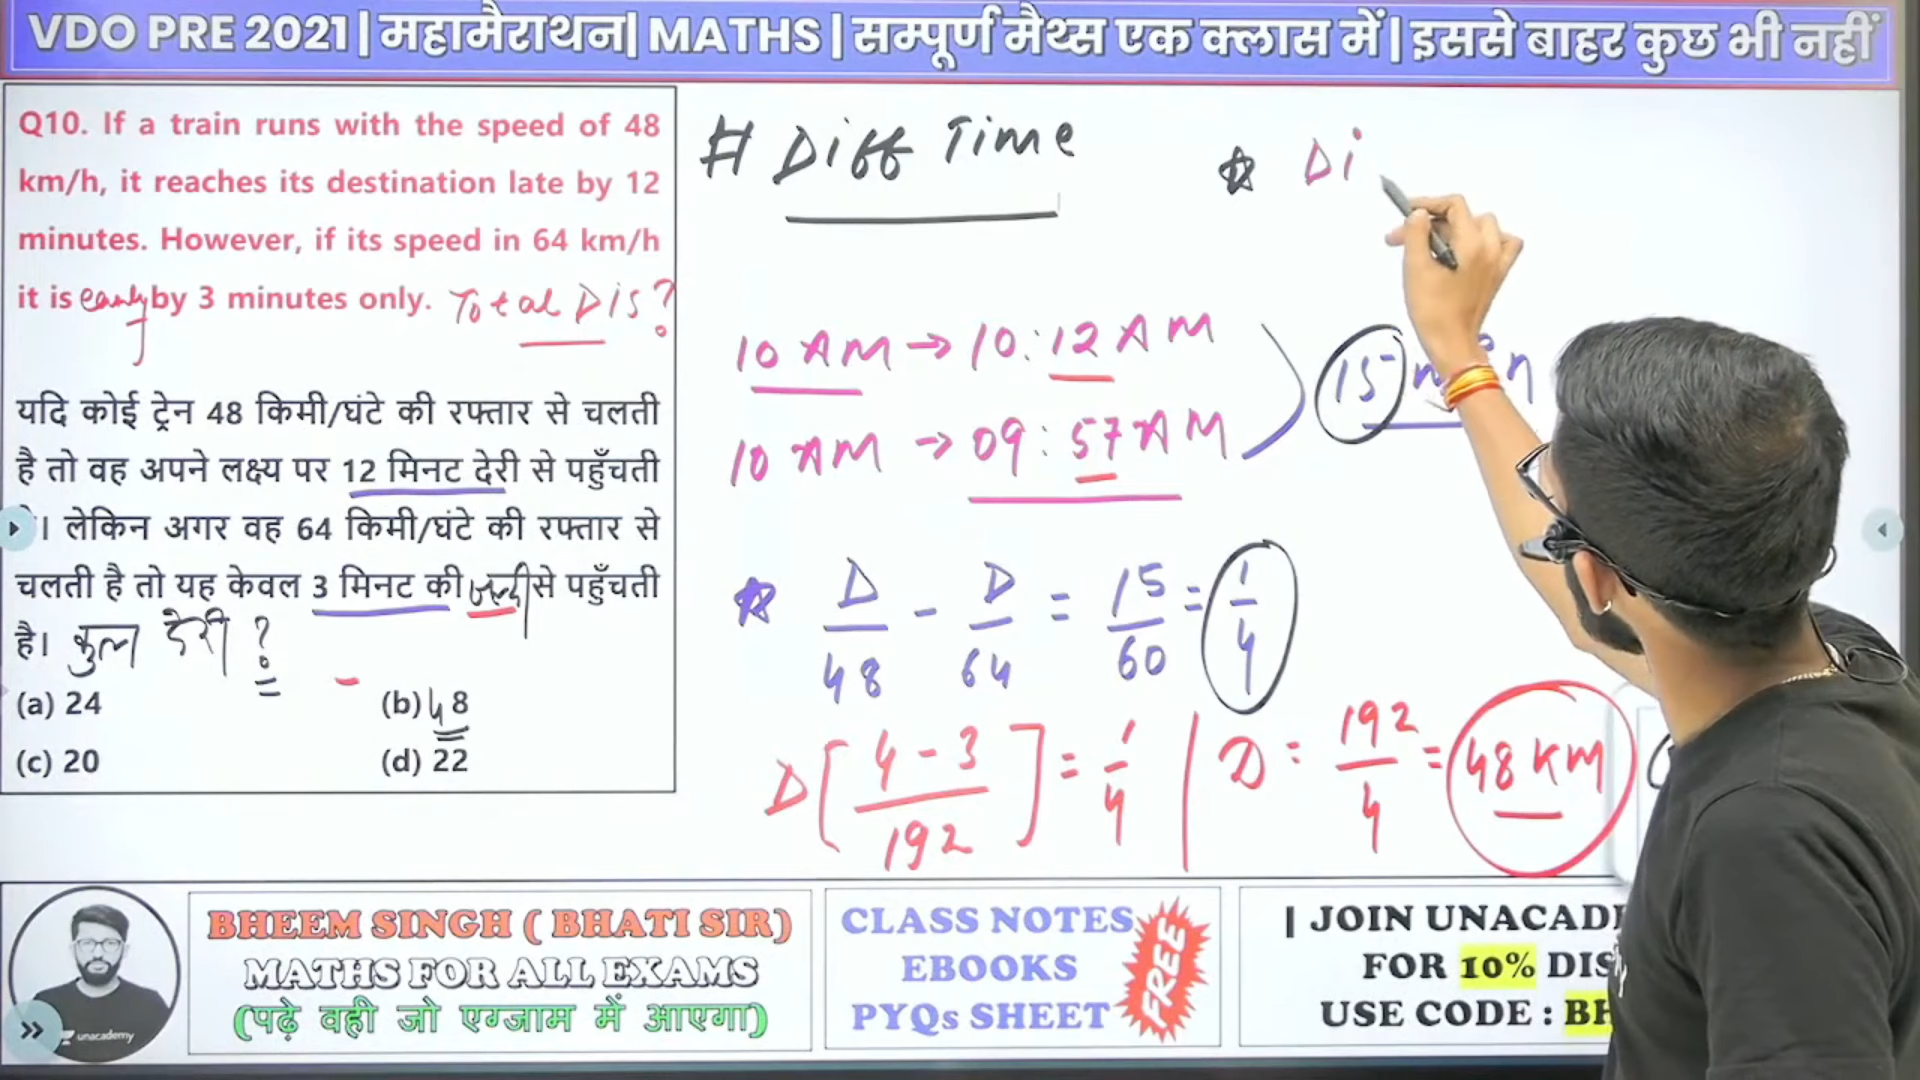 VDO PRE 2021 | महामैराथन | MATHS | सम्पूर्ण मैथ्स एक क्लास में | इससे बाहर कुछ भी नहीं
Q10. If a train runs with the speed of 48
km/h, it reaches its destination late by 12
minutes. However, if its speed in 64 km/h
it is early by 3 minutes only. Total Dis?
यदि कोई ट्रेन 48 किमी/घंटे की रफ्तार से चलती
है तो वह अपने लक्ष्य पर 12 मिनट देरी से पहुँचती
है। लेकिन अगर वह 64 किमी/घंटे की रफ्तार से
चलती है तो यह केवल 3 मिनट की जल्दी से पहुँचती
है। कुल देरी ?
(a) 24 (b) 48
(c) 20 (d) 22
# Diff Time
☆ Di
10 AM → 10:12 AM
10 AM → 09:57 AM
15 min
☆ D/48 - D/64 = 15/60 = 1/4
D[4-3/192] = 1/4 | D = 192/4 = 48 KM
BHEEM SINGH ( BHATI SIR)
MATHS FOR ALL EXAMS
(पढ़े वही जो एग्जाम में आएगा)
unacademy
CLASS NOTES
EBOOKS
PYQs SHEET
FREE
| JOIN UNACAD
FOR 10% DIS
USE CODE : BH